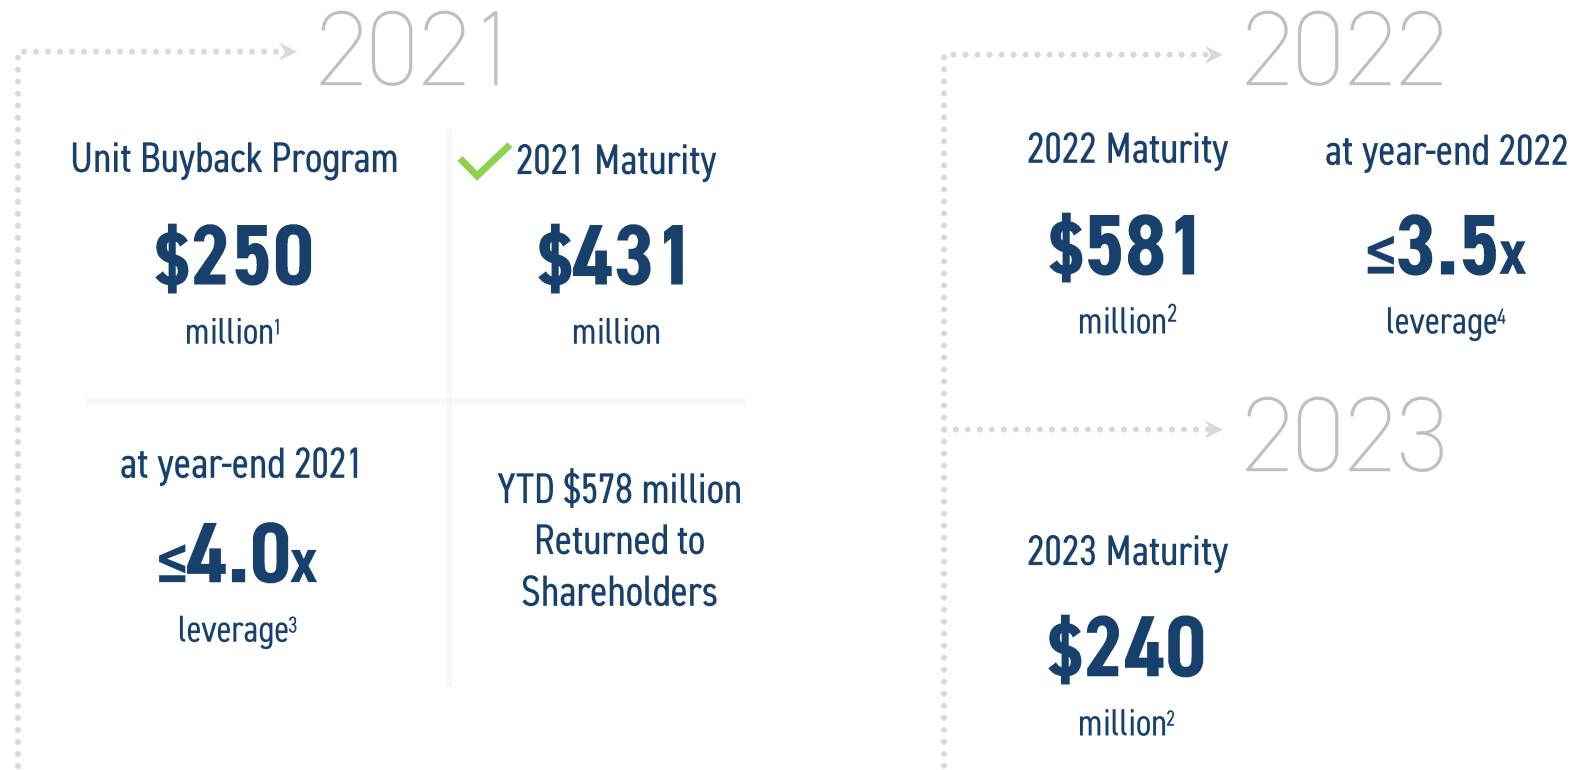 2021
Unit Buyback Program
$250
million¹
2021 Maturity
$431
million
at year-end 2021
≤4.0x
leverage³
YTD $578 million
Returned to
Shareholders
2022
2022 Maturity
$581
million²
at year-end 2022
≤3.5x
leverage⁴
2023
2023 Maturity
$240
million²